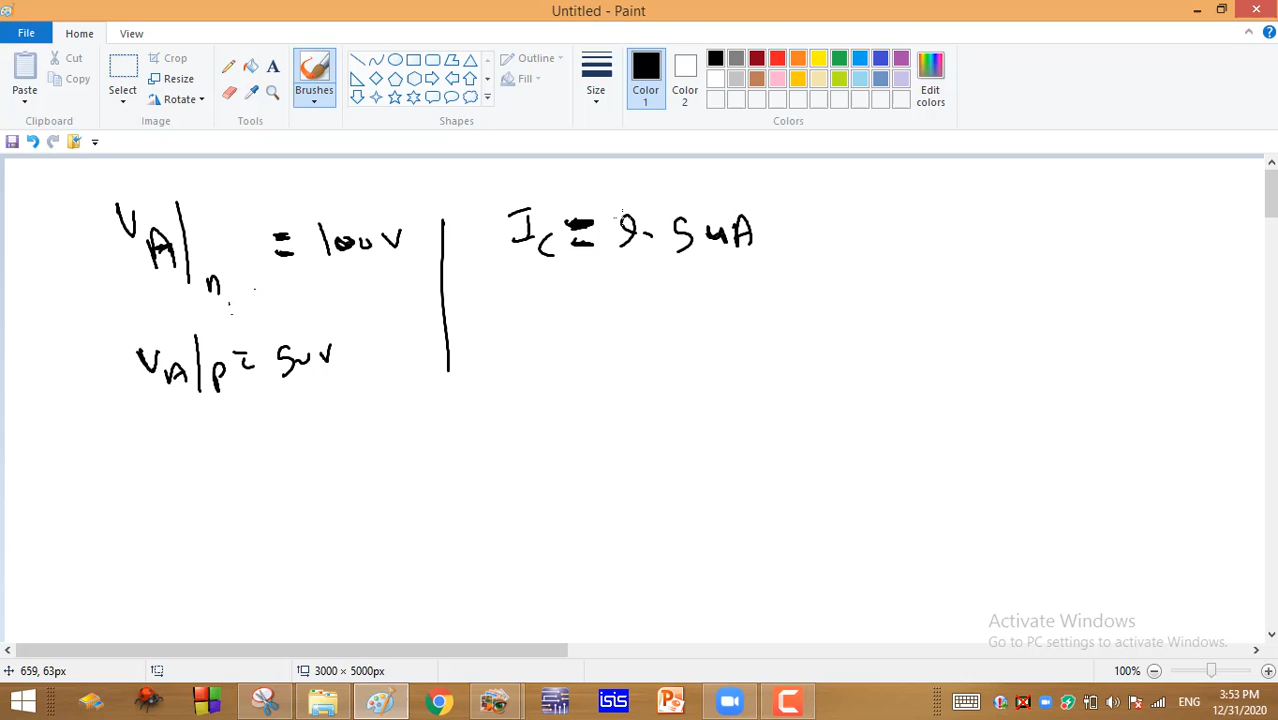 Untitled - Paint
File
Home
View
Paste
Cut
Copy
Clipboard
Select
Crop
Resize
Rotate
Image
A
Tools
Brushes
Outline
Fill
Shapes
Size
Color 1
Color 2
Edit colors
Colors
VA|n = 100V
IC = 9.5uA
VA|p = 50V
Activate Windows
Go to PC settings to activate Windows.
659, 63px
3000 × 5000px
100%
isis
ENG
3:53 PM
12/31/2020